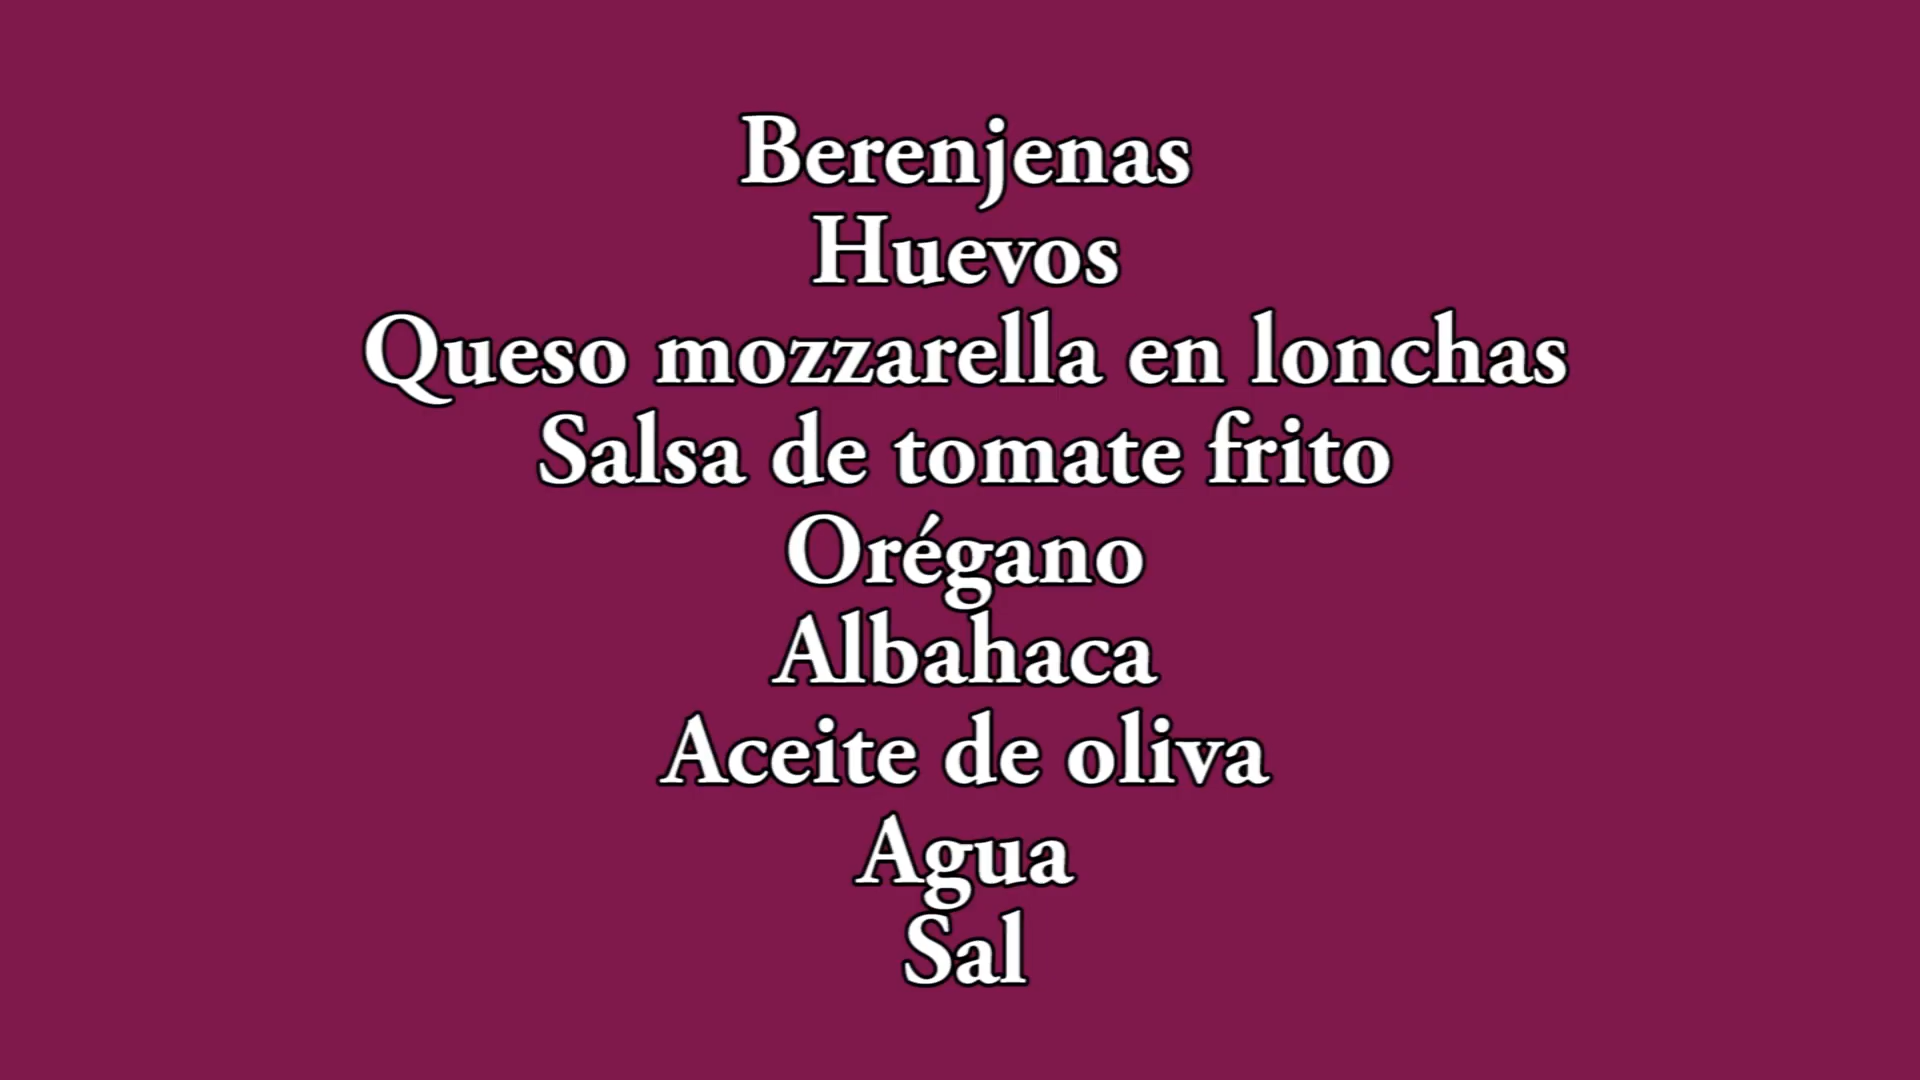 Berenjenas
Huevos
Queso mozzarella en lonchas
Salsa de tomate frito
Orégano
Albahaca
Aceite de oliva
Agua
Sal